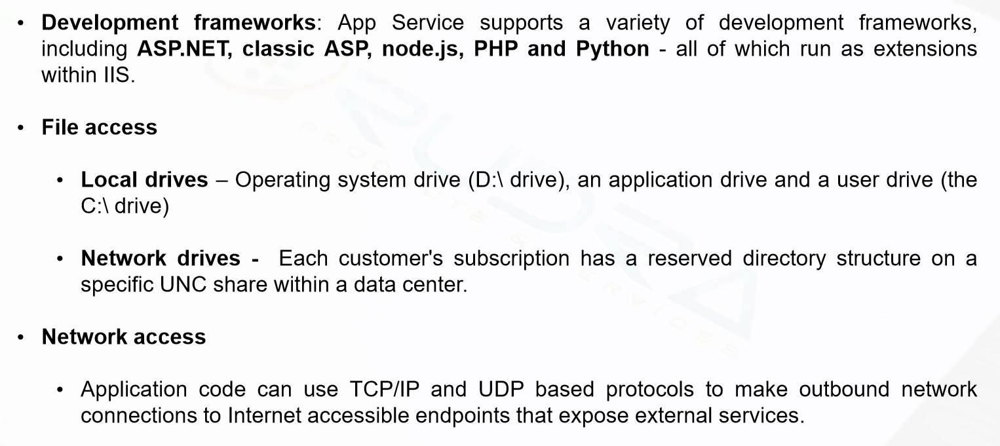 • Development frameworks: App Service supports a variety of development frameworks,
including ASP.NET, classic ASP, node.js, PHP and Python - all of which run as extensions
within IIS.
• File access
• Local drives – Operating system drive (D:\ drive), an application drive and a user drive (the
C:\ drive)
• Network drives - Each customer's subscription has a reserved directory structure on a
specific UNC share within a data center.
• Network access
• Application code can use TCP/IP and UDP based protocols to make outbound network
connections to Internet accessible endpoints that expose external services.
RUDRA
PRODUCTS & SERVICES